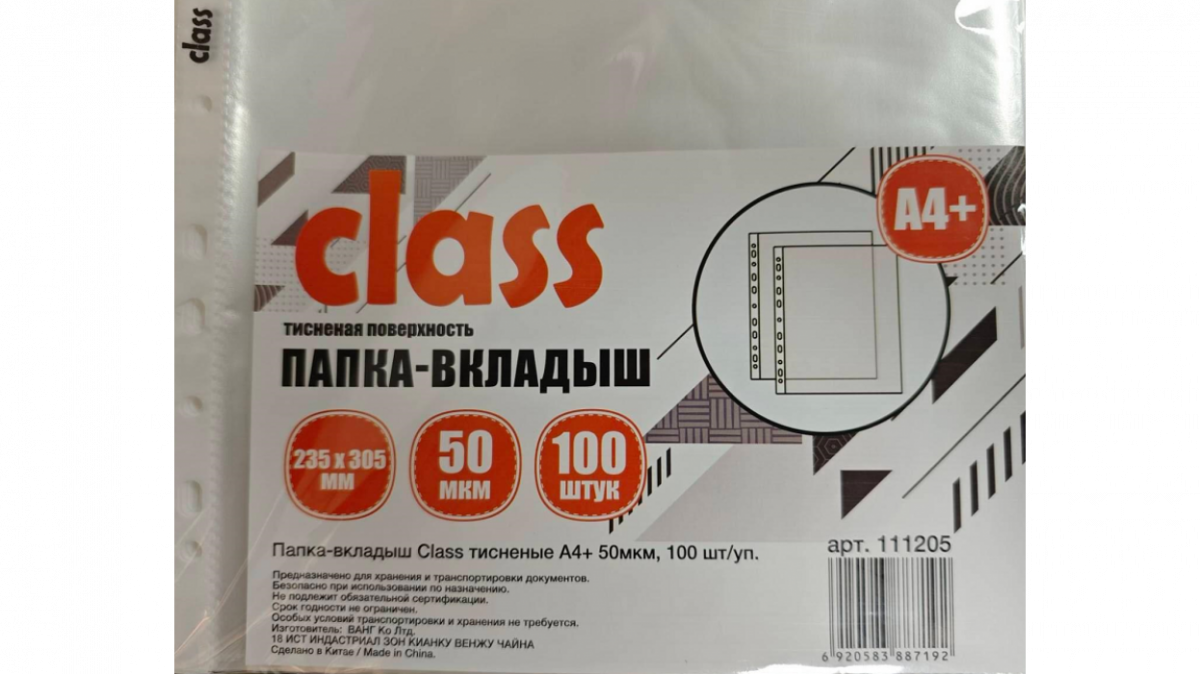 class
A4+
class
тисненая поверхность
ПАПКА-ВКЛАДЫШ
235 x 305
ММ
50
МКМ
100
ШТУК
Папка-вкладыш Class тисненые А4+ 50мкм, 100 шт/уп.
арт. 111205
Предназначено для хранения и транспортировки документов.
Безопасно при использовании по назначению.
Не подлежит обязательной сертификации.
Срок годности не ограничен.
Особых условий транспортировки и хранения не требуется.
Изготовитель: ВАНГ Ко Лтд.
18 ИСТ ИНДАСТРИАЛ ЗОН КИАНКУ ВЕНЖУ ЧАЙНА
Сделано в Китае / Made in China.
6 920583 887192